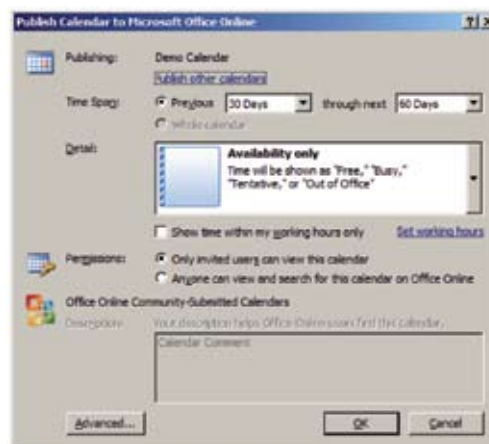 Publish Calendar to Microsoft Office Online
Publishing: Demo Calendar
Publish other calendars
Time Span: Previous 30 Days through next 60 Days
Whole calendar
Detail: Availability only
Time will be shown as "Free," "Busy,"
"Tentative," or "Out of Office"
Show time within my working hours only Set working hours
Permissions: Only invited users can view this calendar
Anyone can view and search for this calendar on Office Online
Office Online Community-Submitted Calendars
Description: Your description helps Office Online users find this calendar.
Calendar Comment
Advanced... OK Cancel